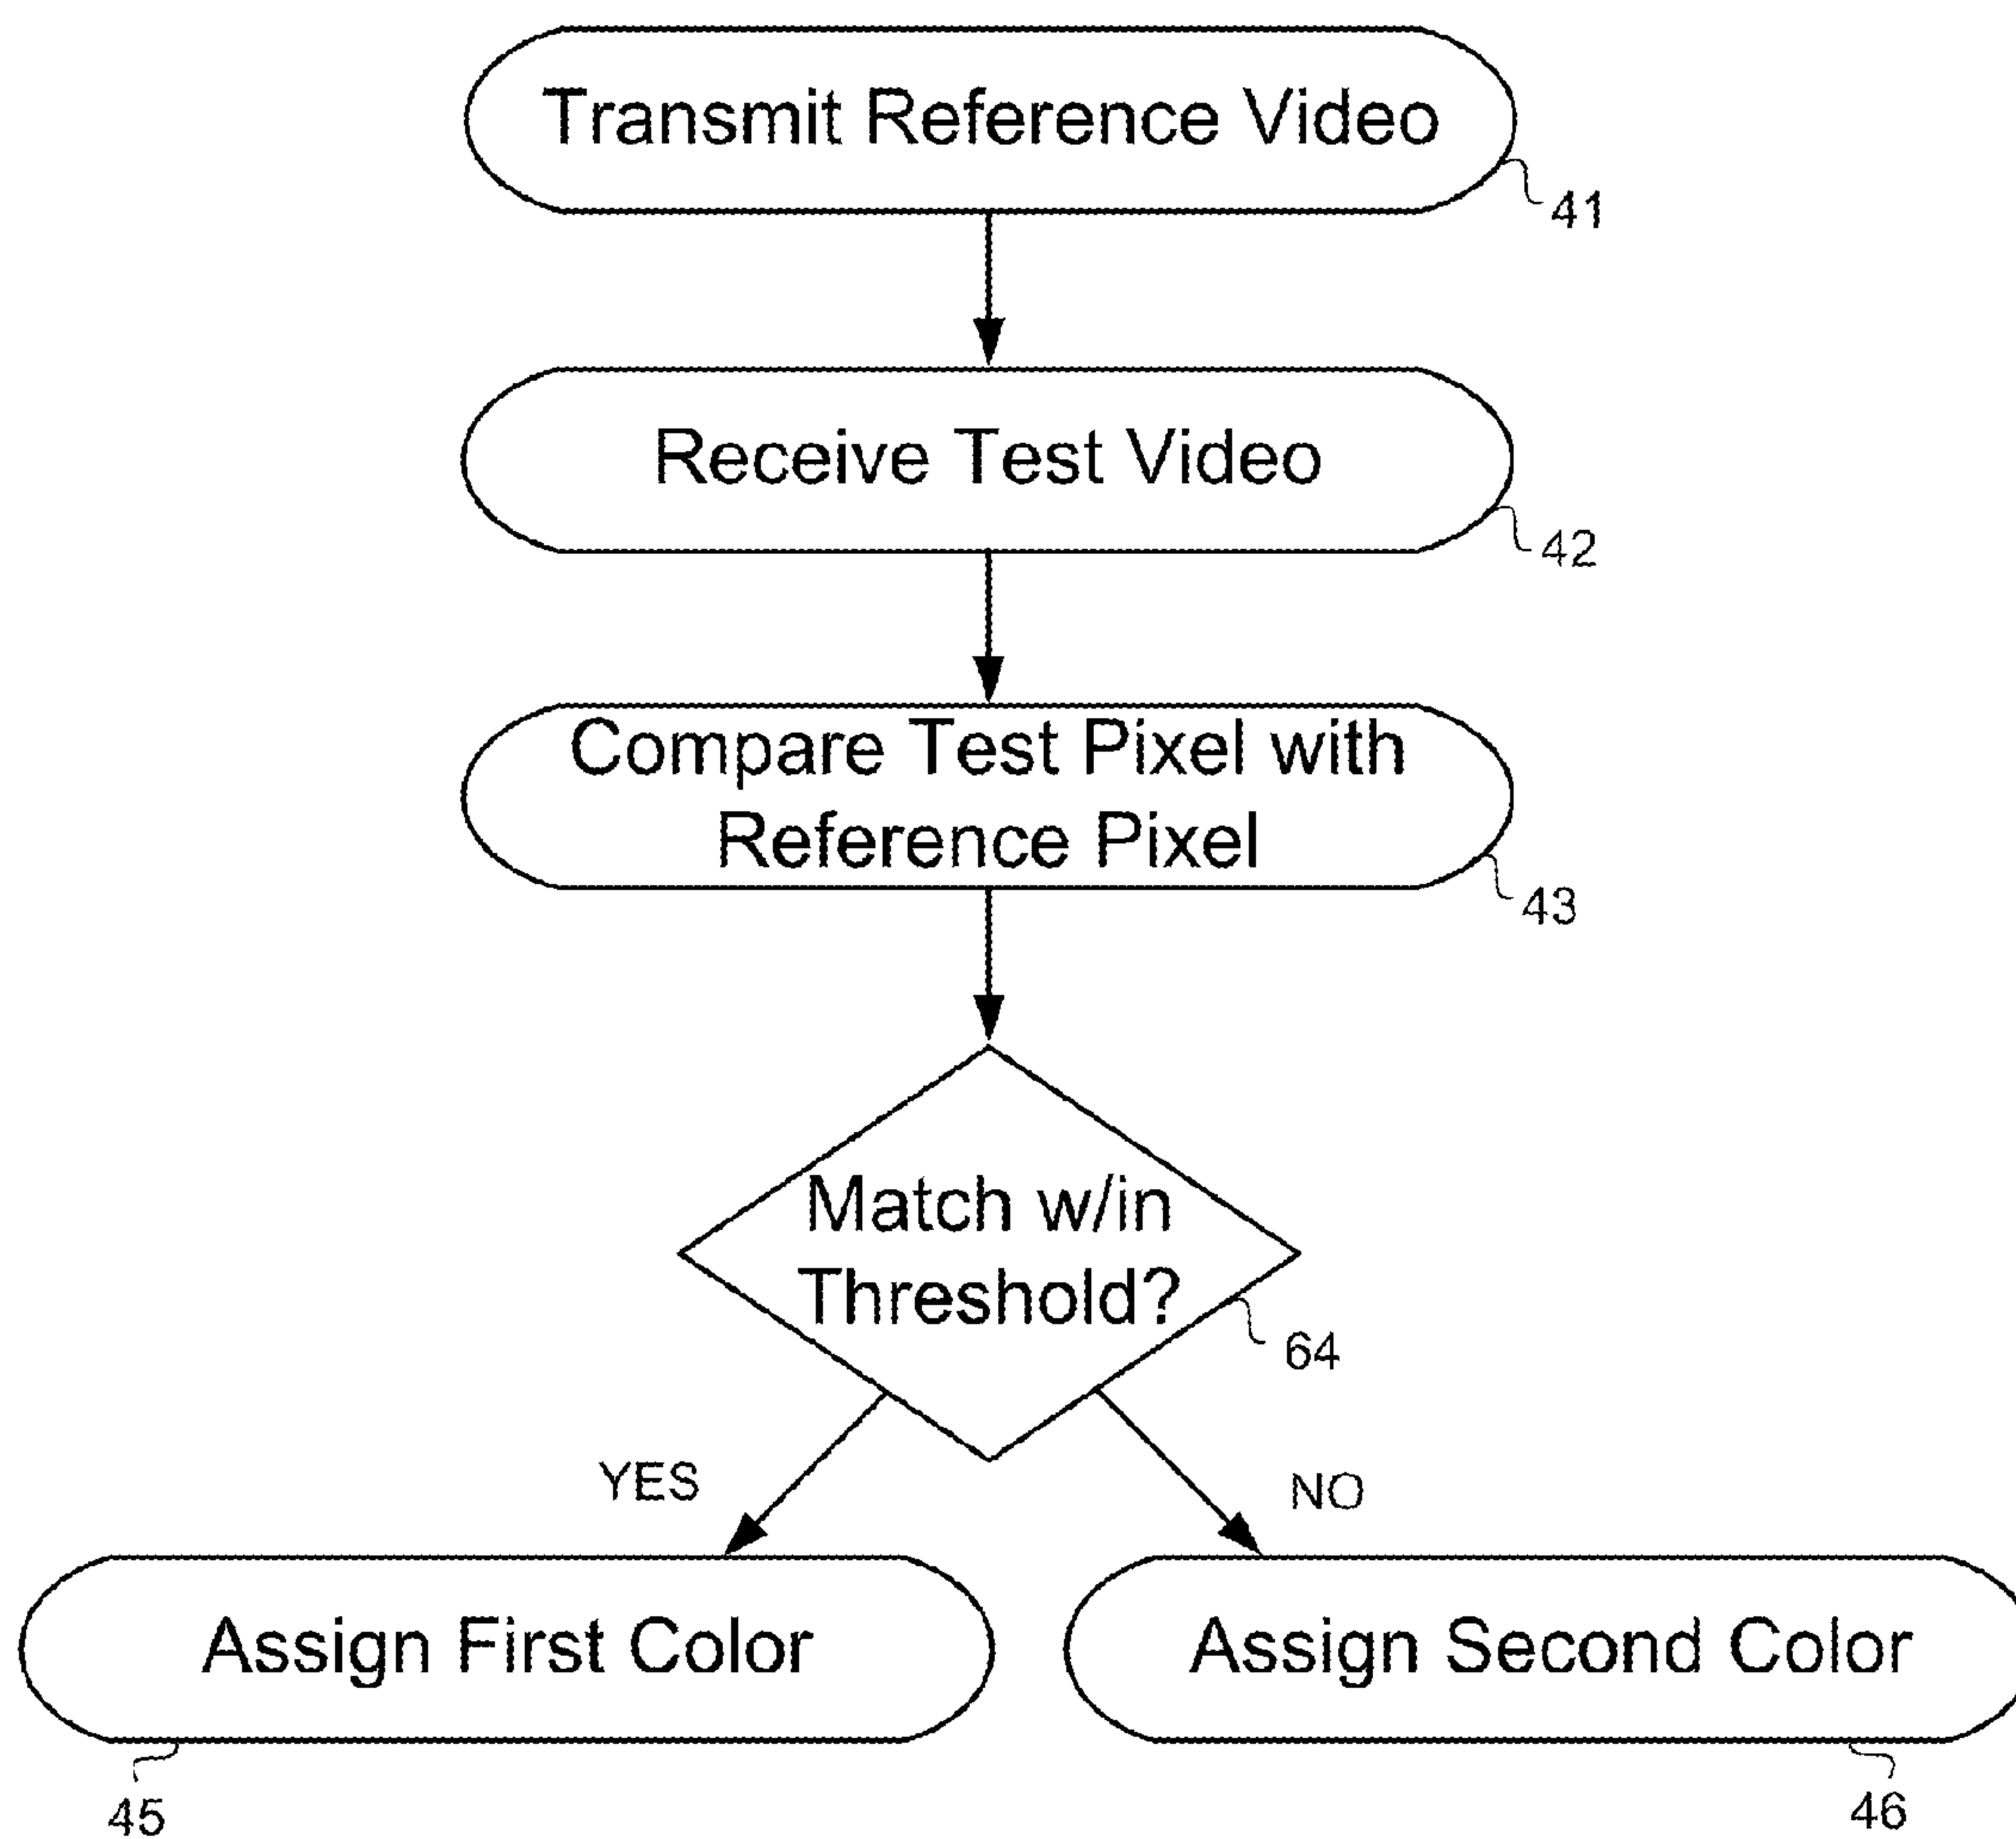 Transmit Reference Video
41
Receive Test Video
42
Compare Test Pixel with
Reference Pixel
43
Match w/in
Threshold?
64
YES
NO
Assign First Color
Assign Second Color
45
46